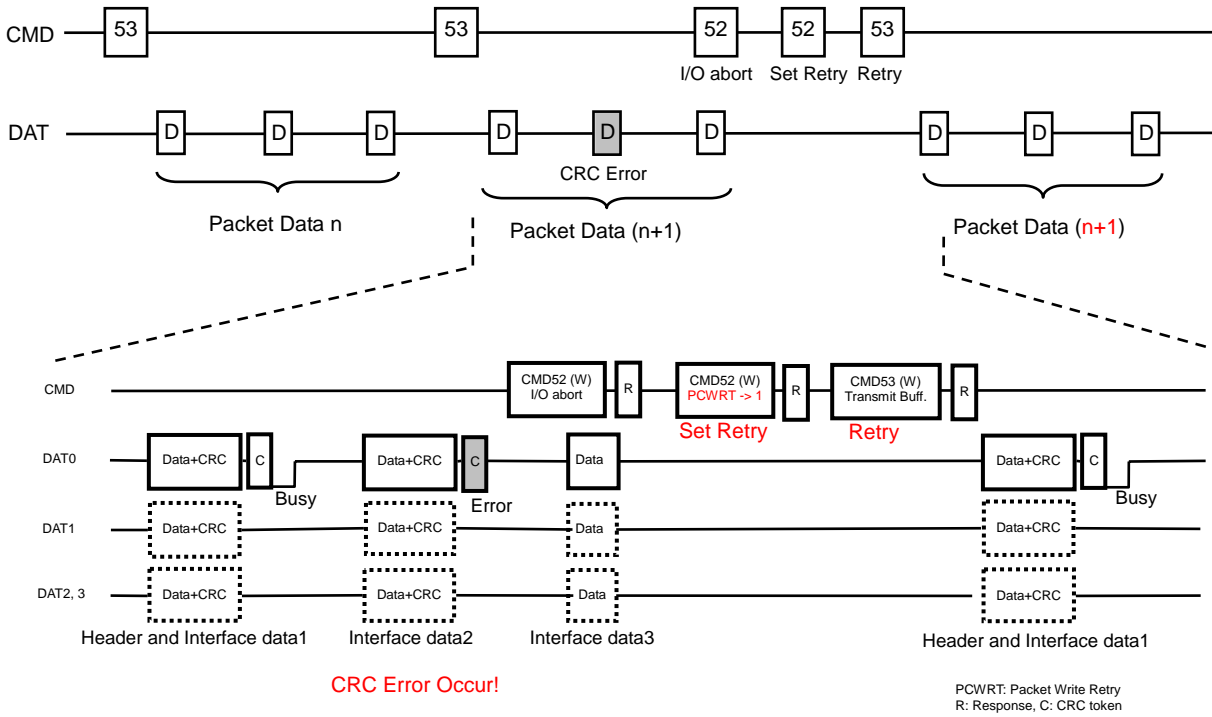 CMD
53
53
52
52
53
I/O abort
Set Retry
Retry
DAT
D
D
D
D
D
D
D
D
D
CRC Error
Packet Data n
Packet Data (n+1)
Packet Data (n+1)
CMD
CMD52 (W)
I/O abort
R
CMD52 (W)
PCWRT -> 1
R
CMD53 (W)
Transmit Buff.
R
Set Retry
Retry
DAT0
Data+CRC
C
Busy
Data+CRC
C
Error
Data
Data+CRC
C
Busy
DAT1
Data+CRC
Data+CRC
Data
Data+CRC
DAT2, 3
Data+CRC
Data+CRC
Data
Data+CRC
Header and Interface data1
Interface data2
Interface data3
Header and Interface data1
CRC Error Occur!
PCWRT: Packet Write Retry
R: Response, C: CRC token